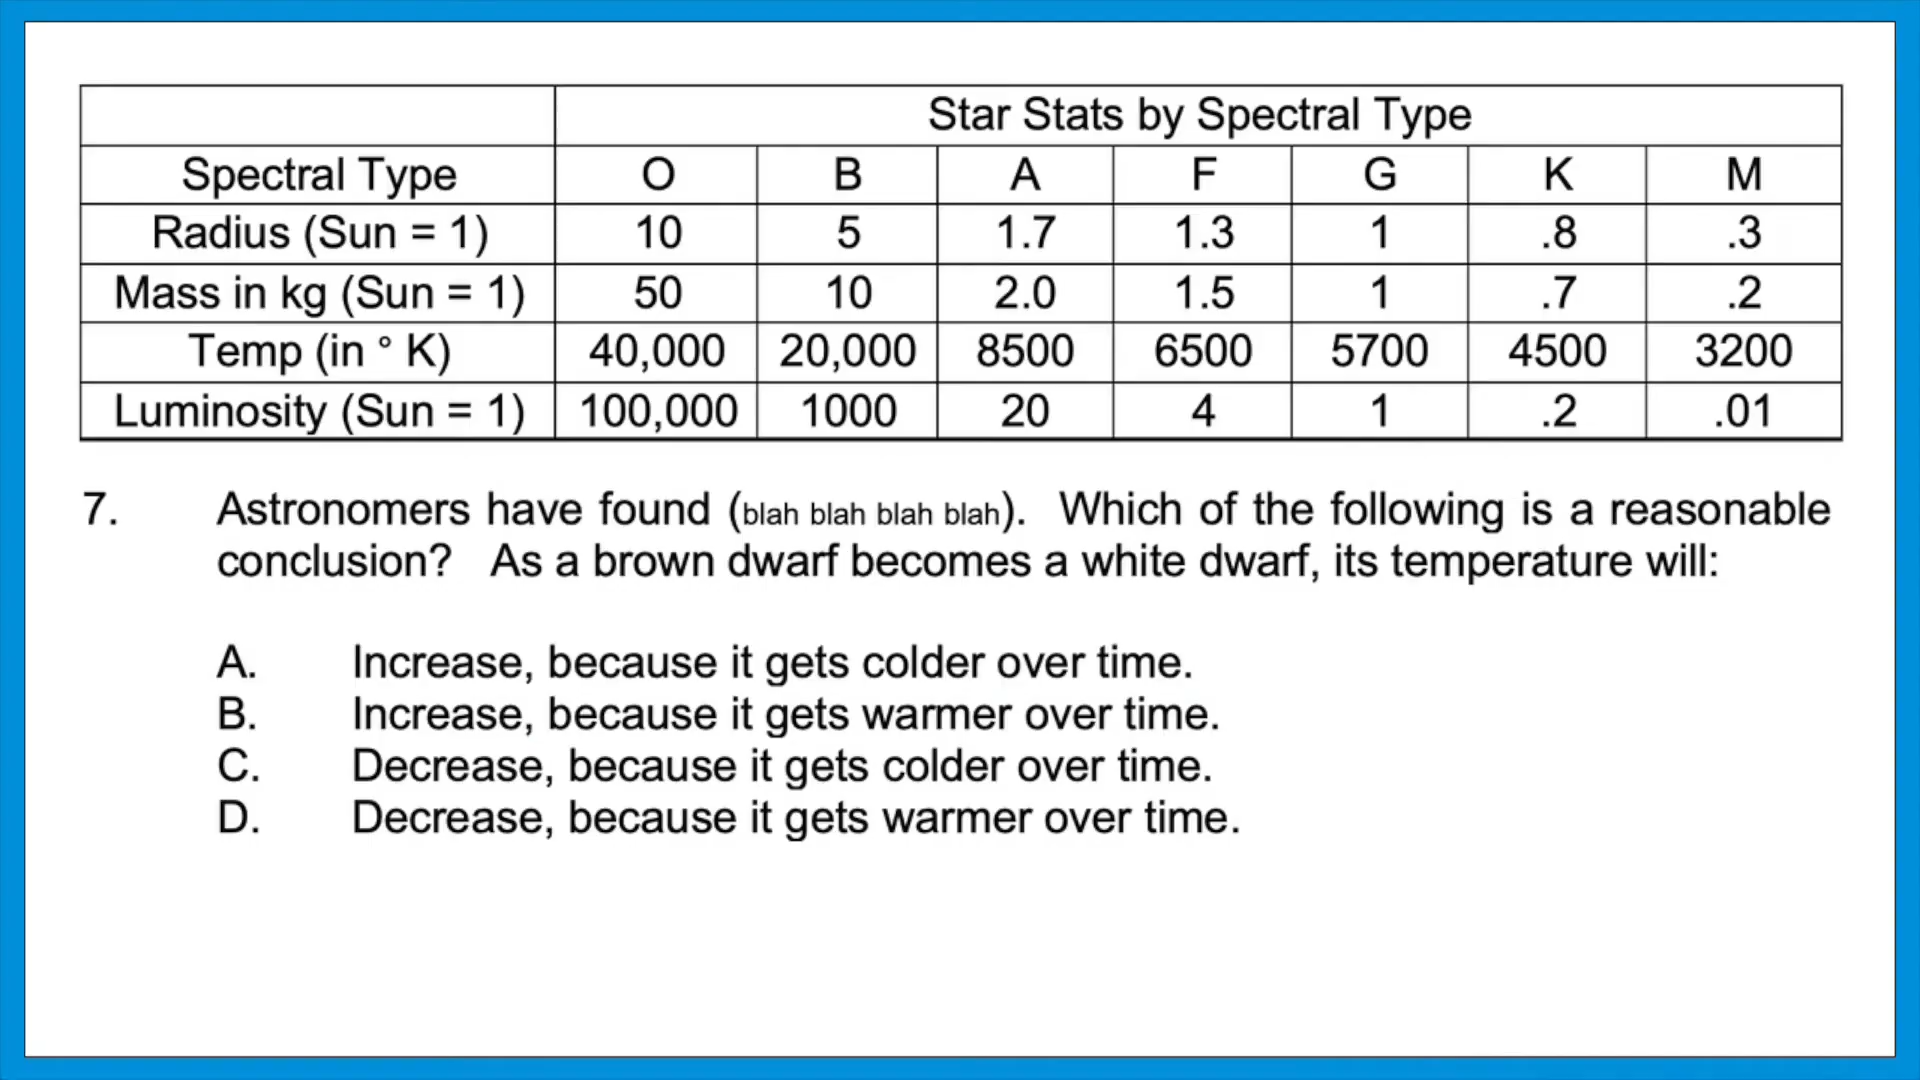 Star Stats by Spectral Type
Spectral Type O B A F G K M
Radius (Sun = 1) 10 5 1.7 1.3 1 .8 .3
Mass in kg (Sun = 1) 50 10 2.0 1.5 1 .7 .2
Temp (in ° K) 40,000 20,000 8500 6500 5700 4500 3200
Luminosity (Sun = 1) 100,000 1000 20 4 1 .2 .01
7. Astronomers have found (blah blah blah blah). Which of the following is a reasonable
conclusion? As a brown dwarf becomes a white dwarf, its temperature will:
A. Increase, because it gets colder over time.
B. Increase, because it gets warmer over time.
C. Decrease, because it gets colder over time.
D. Decrease, because it gets warmer over time.